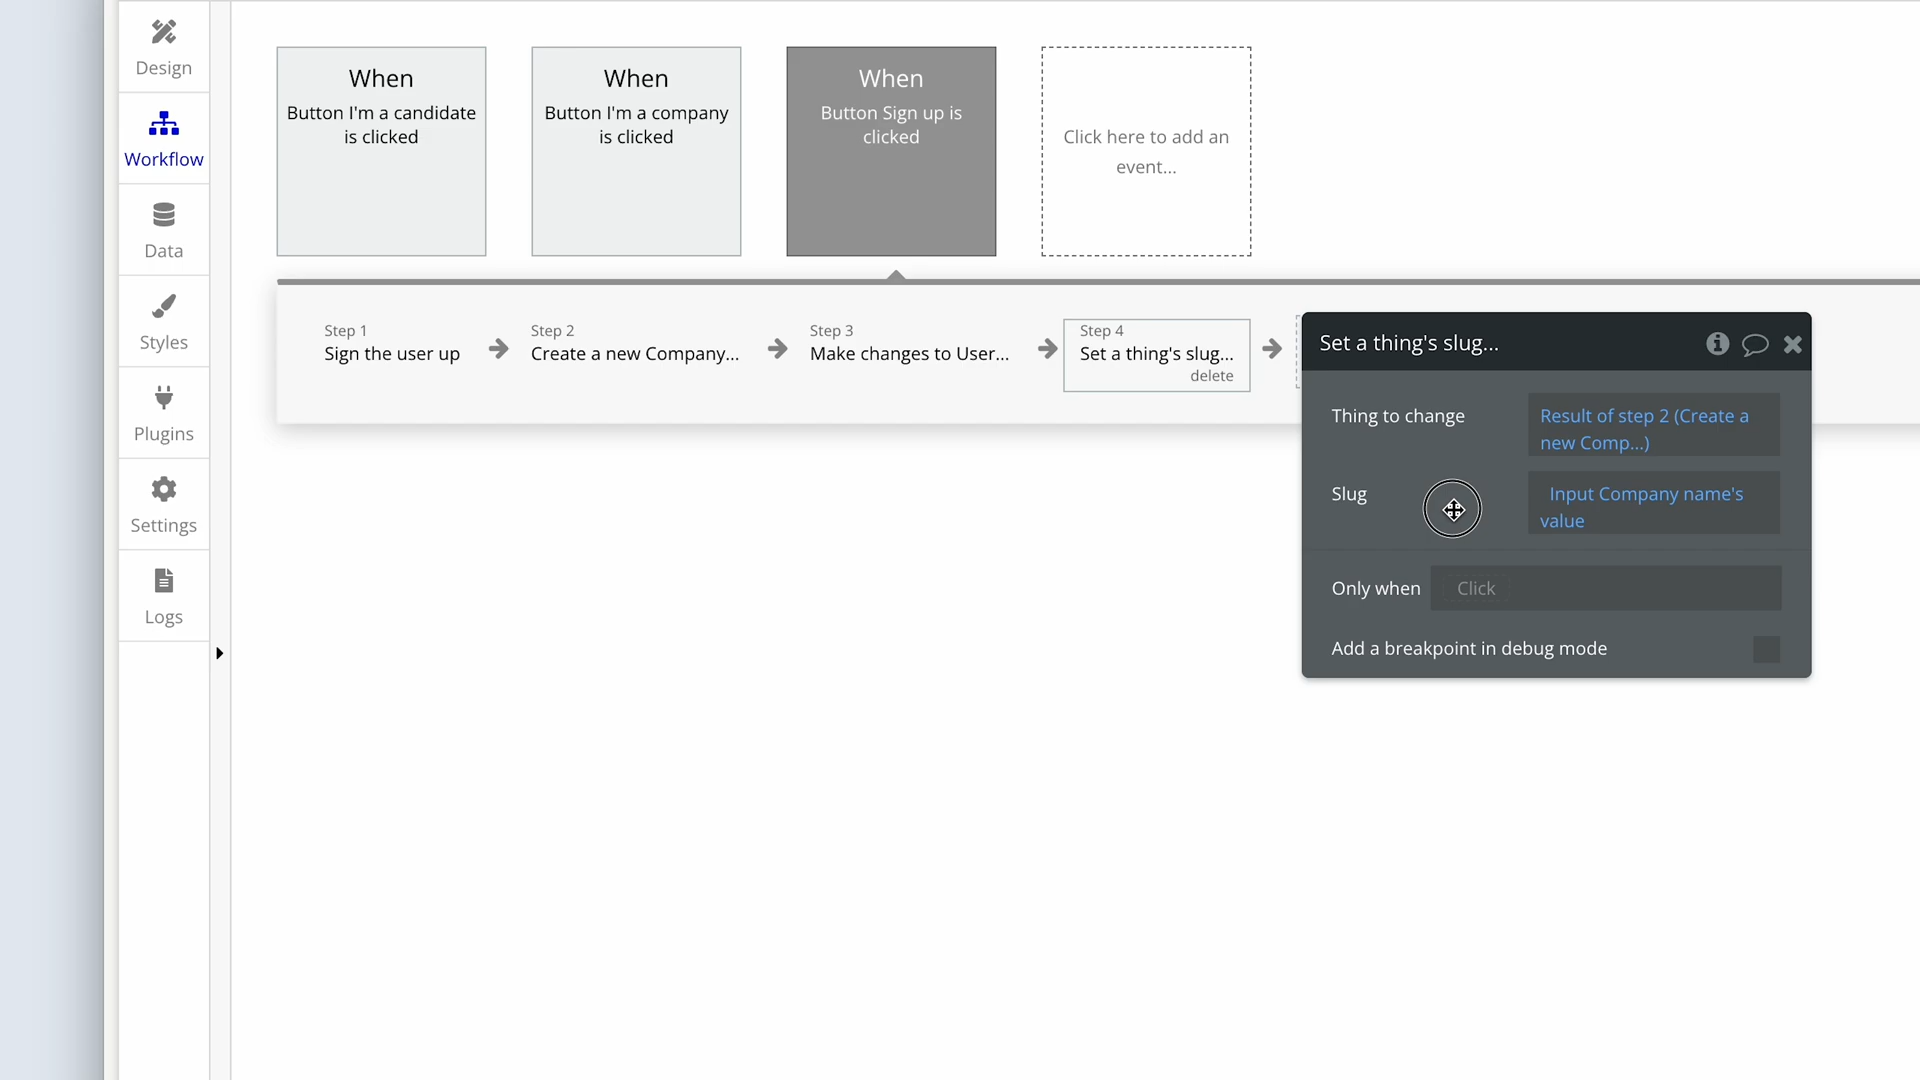 Design
Workflow
Data
Styles
Plugins
Settings
Logs
When
Button I'm a candidate
is clicked
When
Button I'm a company
is clicked
When
Button Sign up is
clicked
Click here to add an
event...
Step 1
Sign the user up
Step 2
Create a new Company...
Step 3
Make changes to User...
Step 4
Set a thing's slug...
delete
Set a thing's slug...
Thing to change
Result of step 2 (Create a
new Comp...)
Slug
Input Company name's
value
Only when
Click
Add a breakpoint in debug mode